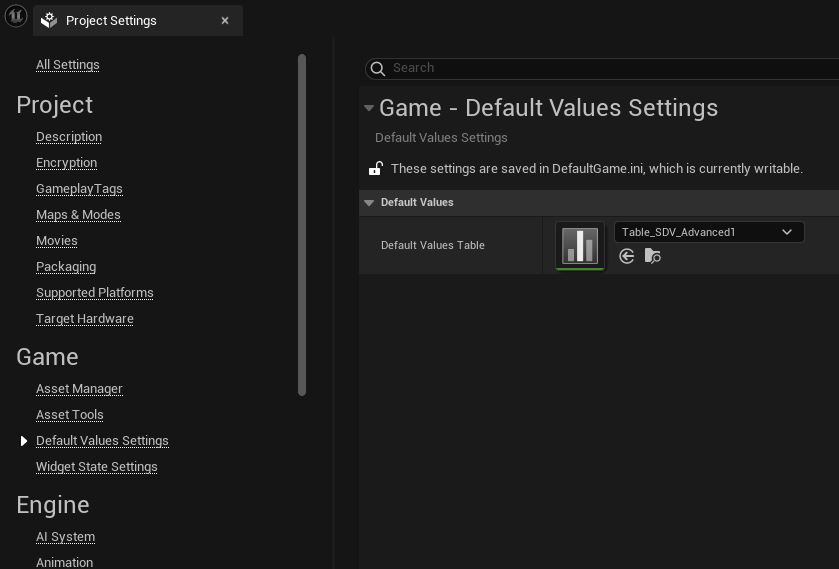 Project Settings
All Settings
Project
Description
Encryption
GameplayTags
Maps & Modes
Movies
Packaging
Supported Platforms
Target Hardware
Game
Asset Manager
Asset Tools
Default Values Settings
Widget State Settings
Engine
AI System
Animation
Search
Game - Default Values Settings
Default Values Settings
These settings are saved in DefaultGame.ini, which is currently writable.
Default Values
Default Values Table
Table_SDV_Advanced1